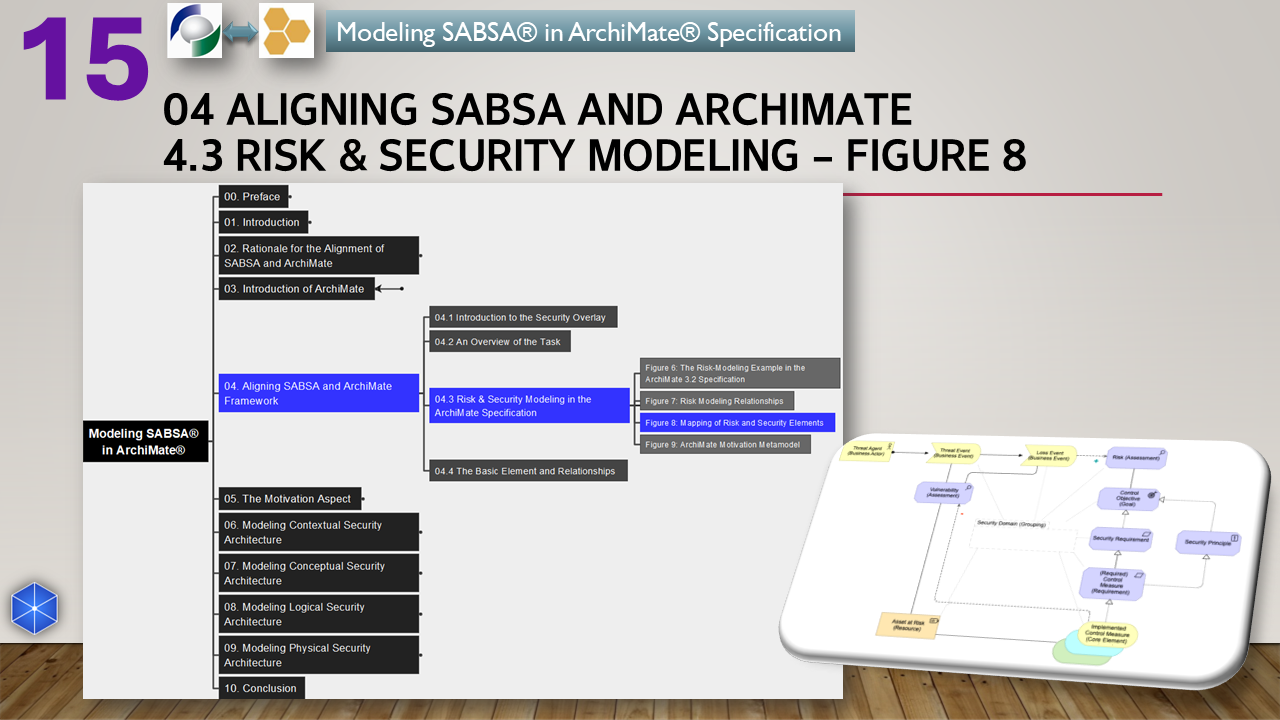 15
Modeling SABSA® in ArchiMate® Specification
04 ALIGNING SABSA AND ARCHIMATE
4.3 RISK & SECURITY MODELING – FIGURE 8
Modeling SABSA®
in ArchiMate®
00. Preface
01. Introduction
02. Rationale for the Alignment of
SABSA and ArchiMate
03. Introduction of ArchiMate
04. Aligning SABSA and ArchiMate
Framework
04.1 Introduction to the Security Overlay
04.2 An Overview of the Task
04.3 Risk & Security Modeling in the
ArchiMate Specification
Figure 6: The Risk-Modeling Example in the
ArchiMate 3.2 Specification
Figure 7: Risk Modeling Relationships
Figure 8: Mapping of Risk and Security Elements
Figure 9: ArchiMate Motivation Metamodel
04.4 The Basic Element and Relationships
05. The Motivation Aspect
06. Modeling Contextual Security
Architecture
07. Modeling Conceptual Security
Architecture
08. Modeling Logical Security
Architecture
09. Modeling Physical Security
Architecture
10. Conclusion
Threat Agent
(Business Actor)
Threat Event
(Business Event)
Loss Event
(Business Event)
Risk (Assessment)
Vulnerability
(Assessment)
Control
Objective
(Goal)
Security Domain (Grouping)
Security Requirement
Security Principle
(Required)
Control
Measure
(Requirement)
Asset at Risk
(Resource)
Implemented
Control Measure
(Core Element)